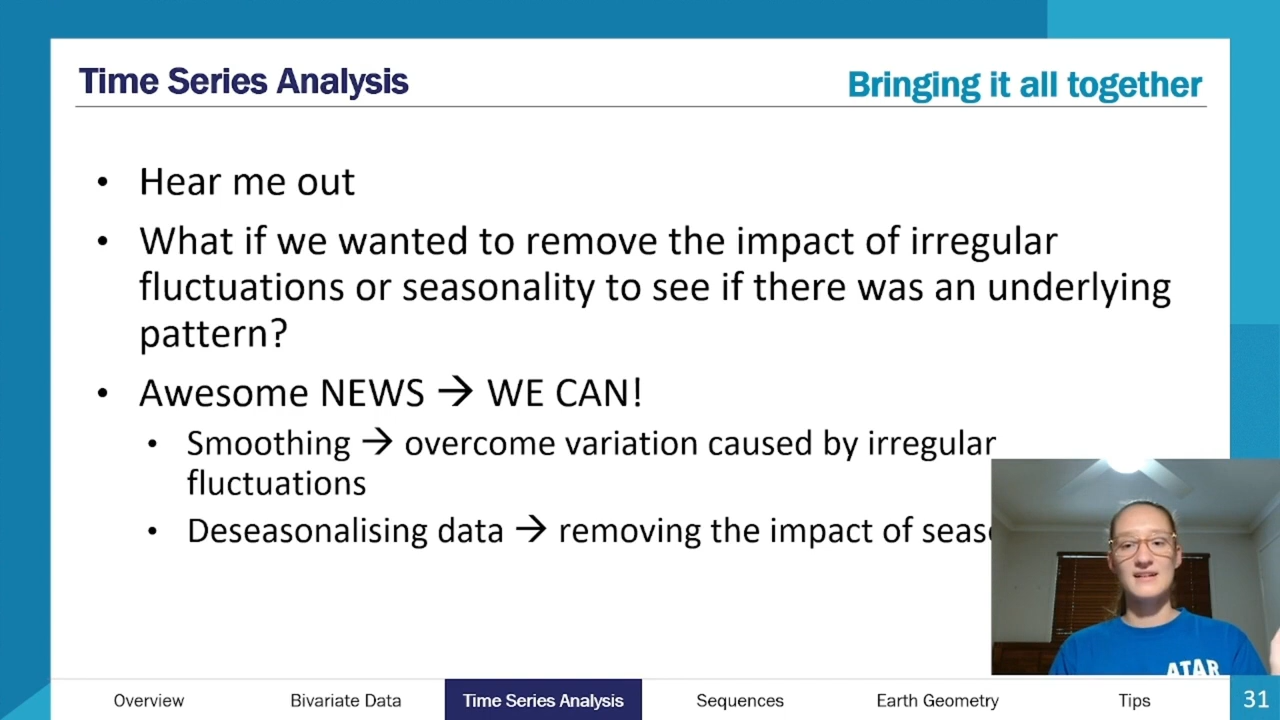 Time Series Analysis
Bringing it all together
• Hear me out
• What if we wanted to remove the impact of irregular
fluctuations or seasonality to see if there was an underlying
pattern?
• Awesome NEWS → WE CAN!
• Smoothing → overcome variation caused by irregular
fluctuations
• Deseasonalising data → removing the impact of
ATAR
Overview
Bivariate Data
Time Series Analysis
Sequences
Earth Geometry
Tips
31